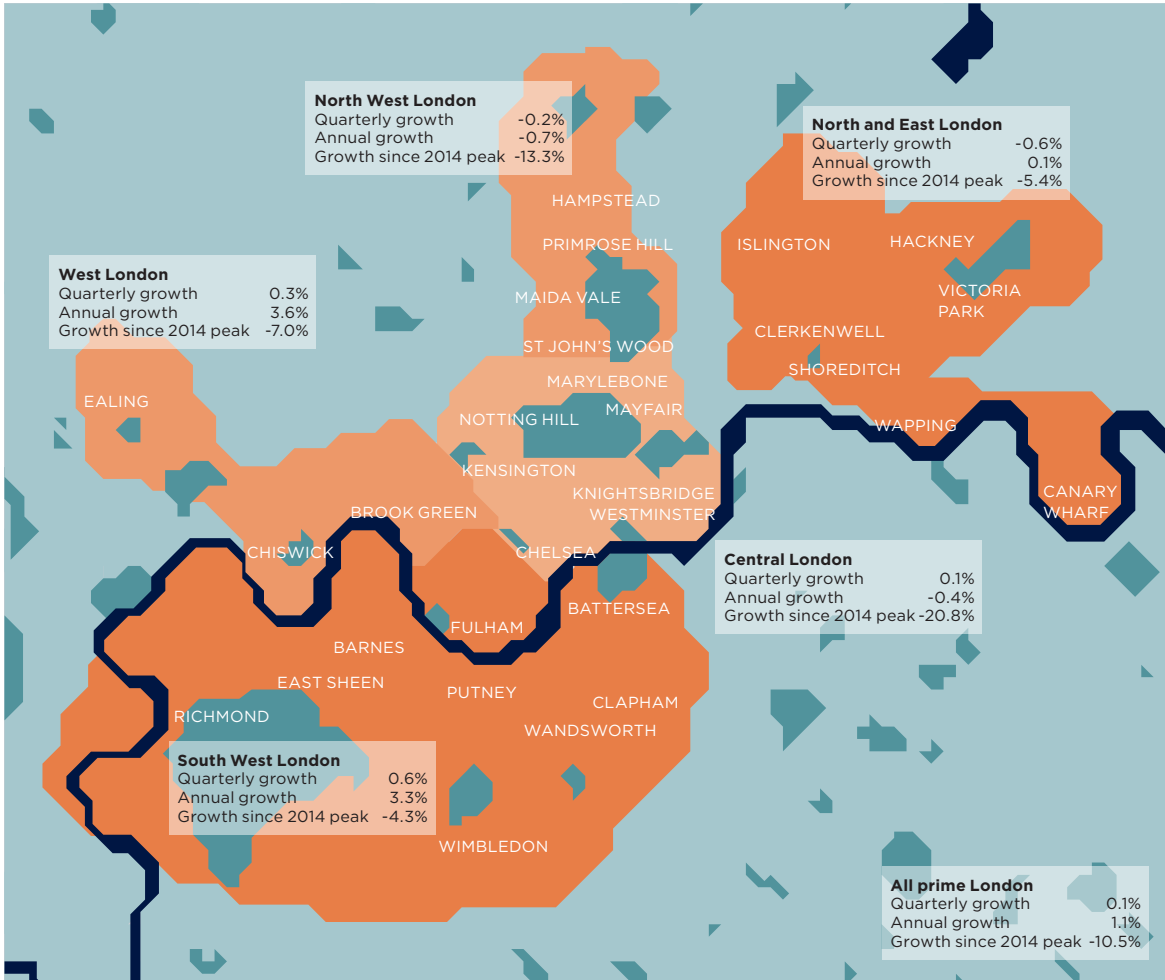 North West London
Quarterly growth -0.2%
Annual growth -0.7%
Growth since 2014 peak -13.3%
North and East London
Quarterly growth -0.6%
Annual growth 0.1%
Growth since 2014 peak -5.4%
HAMPSTEAD
PRIMROSE HILL
ISLINGTON
HACKNEY
West London
Quarterly growth 0.3%
Annual growth 3.6%
Growth since 2014 peak -7.0%
MAIDA VALE
VICTORIA
PARK
CLERKENWELL
ST JOHN'S WOOD
SHOREDITCH
MARYLEBONE
EALING
MAYFAIR
NOTTING HILL
WAPPING
KENSINGTON
KNIGHTSBRIDGE
CANARY
WHARF
BROOK GREEN
WESTMINSTER
CHISWICK
CHELSEA
Central London
Quarterly growth 0.1%
Annual growth -0.4%
Growth since 2014 peak -20.8%
BATTERSEA
FULHAM
BARNES
EAST SHEEN
PUTNEY
CLAPHAM
RICHMOND
WANDSWORTH
South West London
Quarterly growth 0.6%
Annual growth 3.3%
Growth since 2014 peak -4.3%
WIMBLEDON
All prime London
Quarterly growth 0.1%
Annual growth 1.1%
Growth since 2014 peak -10.5%